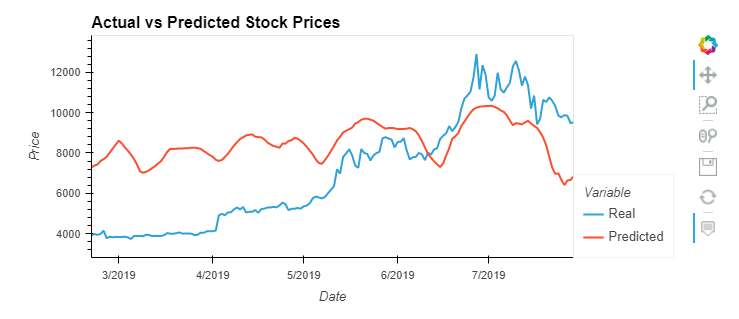 Actual vs Predicted Stock Prices
Price
12000
10000
8000
6000
4000
3/2019 4/2019 5/2019 6/2019 7/2019
Date
Variable
Real
Predicted